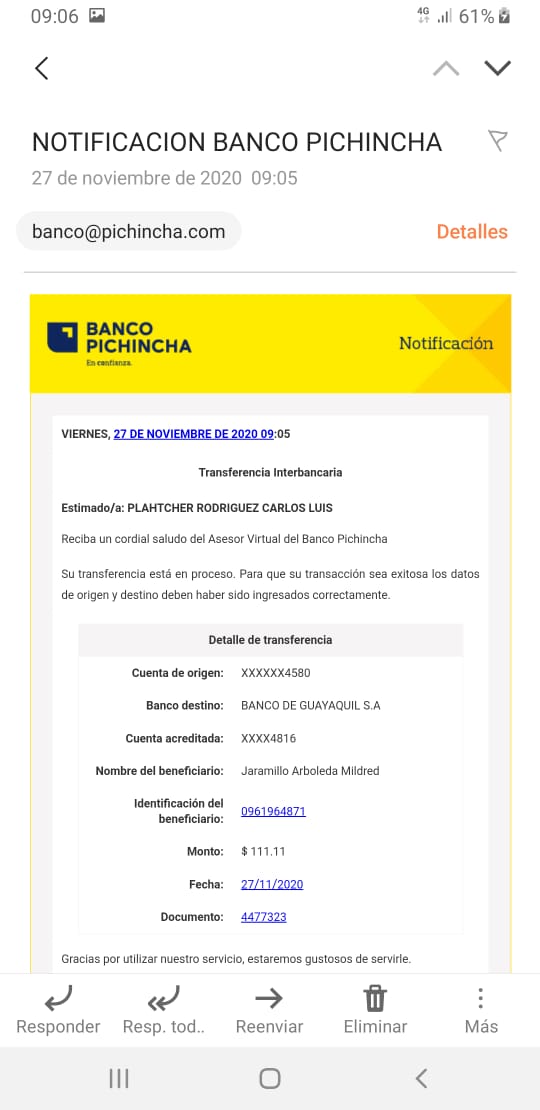 09:06
4G 61%
NOTIFICACION BANCO PICHINCHA
27 de noviembre de 2020 09:05
banco@pichincha.com Detalles
BANCO
PICHINCHA
En confianza.
Notificación
VIERNES, 27 DE NOVIEMBRE DE 2020 09:05
Transferencia Interbancaria
Estimado/a: PLAHTCHER RODRIGUEZ CARLOS LUIS
Reciba un cordial saludo del Asesor Virtual del Banco Pichincha
Su transferencia está en proceso. Para que su transacción sea exitosa los datos
de origen y destino deben haber sido ingresados correctamente.
Detalle de transferencia
Cuenta de origen: XXXXXX4580
Banco destino: BANCO DE GUAYAQUIL S.A
Cuenta acreditada: XXXX4816
Nombre del beneficiario: Jaramillo Arboleda Mildred
Identificación del
beneficiario: 0961964871
Monto: $ 111.11
Fecha: 27/11/2020
Documento: 4477323
Gracias por utilizar nuestro servicio, estaremos gustosos de servirle.
Responder Resp. tod.. Reenviar Eliminar Más